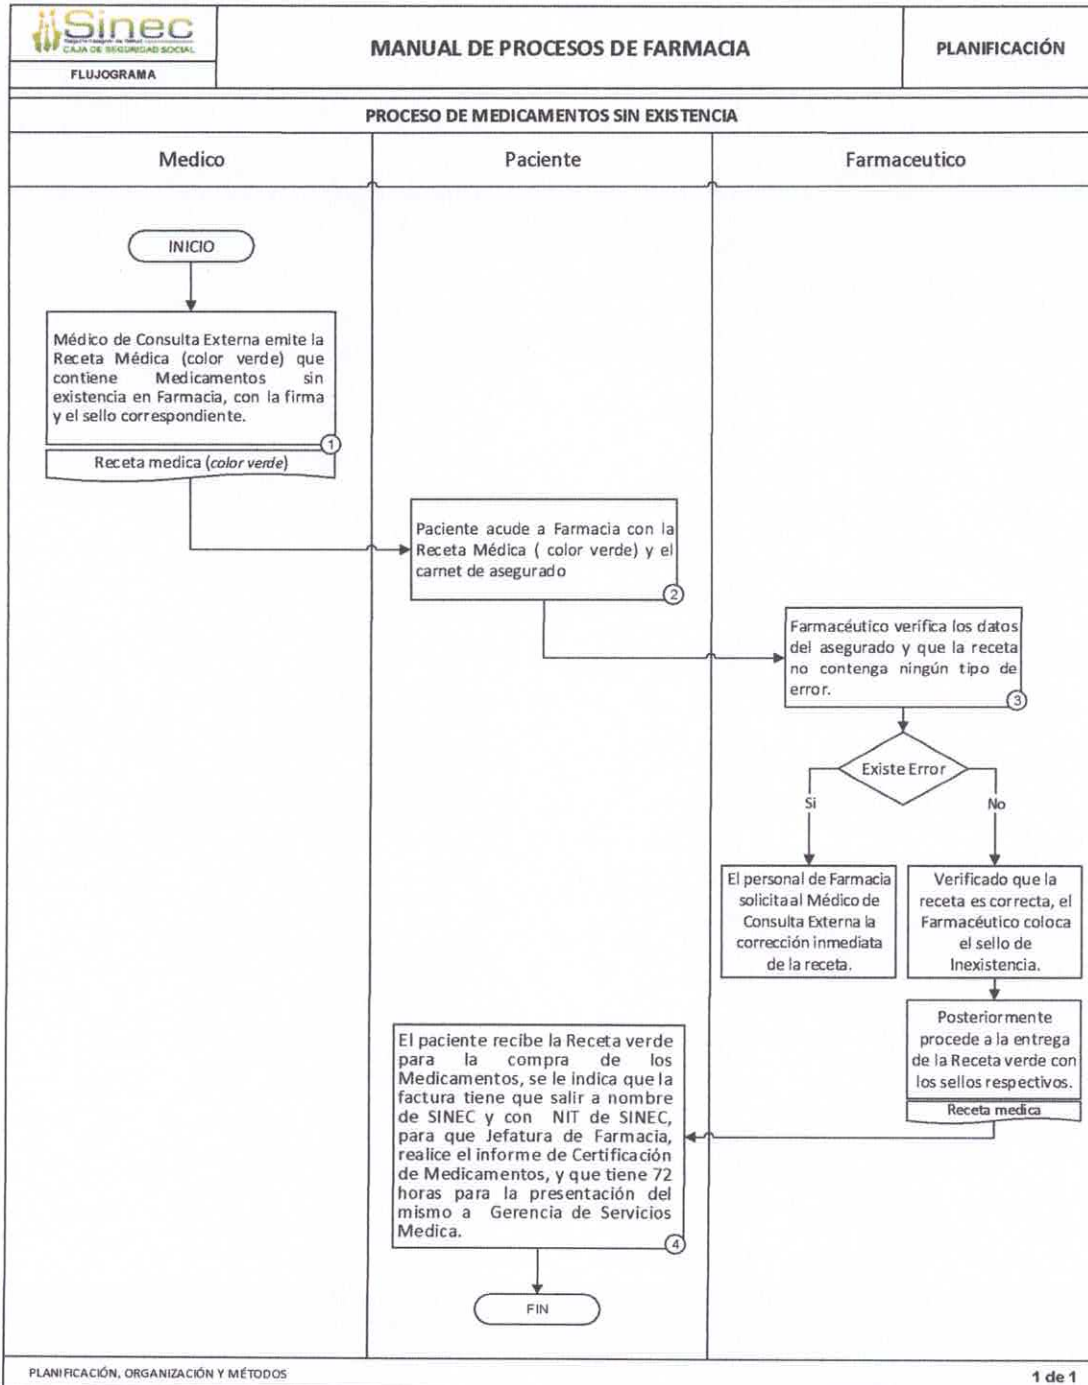 Sinec
CAJA DE SEGURIDAD SOCIAL
FLUJOGRAMA
MANUAL DE PROCESOS DE FARMACIA
PLANIFICACIÓN
PROCESO DE MEDICAMENTOS SIN EXISTENCIA
Medico
Paciente
Farmaceutico
INICIO
Médico de Consulta Externa emite la
Receta Médica (color verde) que
contiene Medicamentos sin
existencia en Farmacia, con la firma
y el sello correspondiente.
1
Receta medica (color verde)
Paciente acude a Farmacia con la
Receta Médica ( color verde) y el
carnet de asegurado
2
Farmacéutico verifica los datos
del asegurado y que la receta
no contenga ningún tipo de
error.
3
Existe Error
Si
No
El personal de Farmacia
solicita al Médico de
Consulta Externa la
corrección inmediata
de la receta.
Verificado que la
receta es correcta, el
Farmacéutico coloca
el sello de
Inexistencia.
Posteriormente
procede a la entrega
de la Receta verde con
los sellos respectivos.
Receta medica
El paciente recibe la Receta verde
para la compra de los
Medicamentos, se le indica que la
factura tiene que salir a nombre
de SINEC y con NIT de SINEC,
para que Jefatura de Farmacia,
realice el informe de Certificación
de Medicamentos, y que tiene 72
horas para la presentación del
mismo a Gerencia de Servicios
Medica.
4
FIN
PLANIFICACIÓN, ORGANIZACIÓN Y MÉTODOS
1 de 1